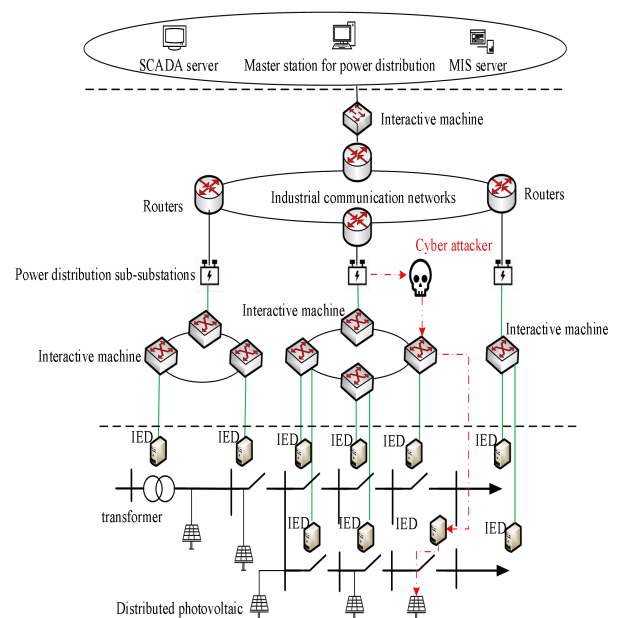 SCADA server
Master station for power distribution
MIS server
Interactive machine
Routers
Industrial communication networks
Routers
Cyber attacker
Power distribution sub-substations
Interactive machine
Interactive machine
Interactive machine
IED
IED
IED
IED
IED
IED
transformer
IED
IED
IED
IED
Distributed photovoltaic